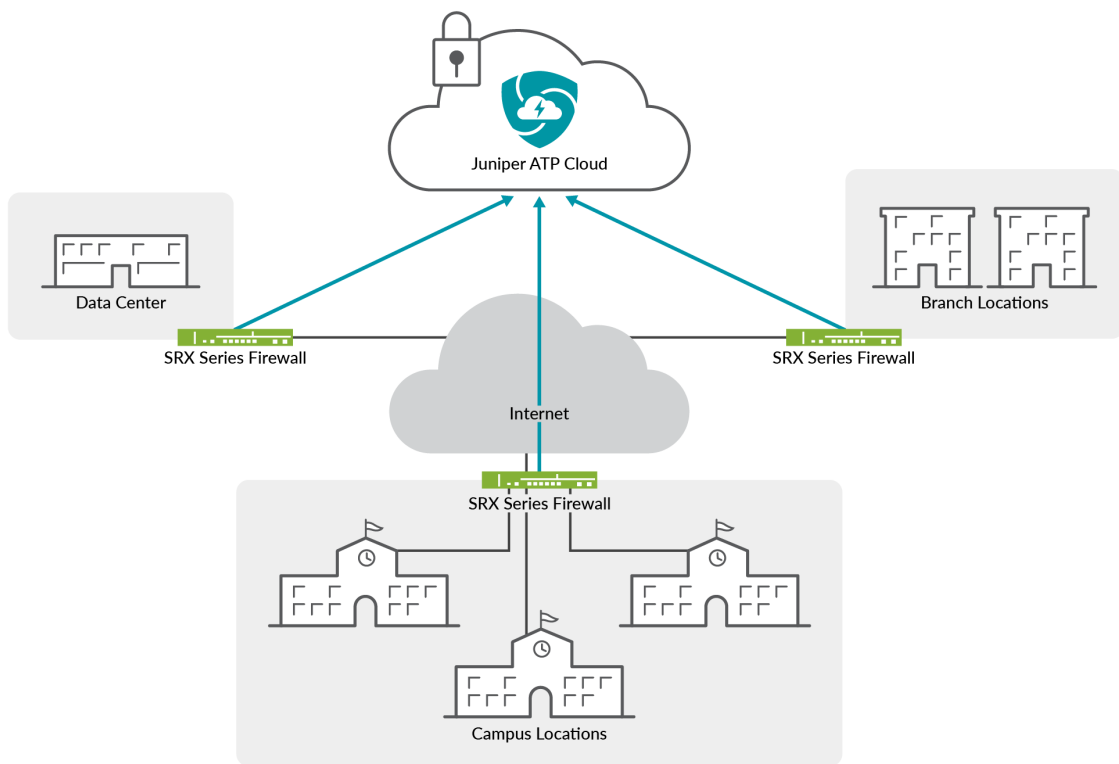 Juniper ATP Cloud
Data Center
Branch Locations
SRX Series Firewall
SRX Series Firewall
Internet
SRX Series Firewall
Campus Locations